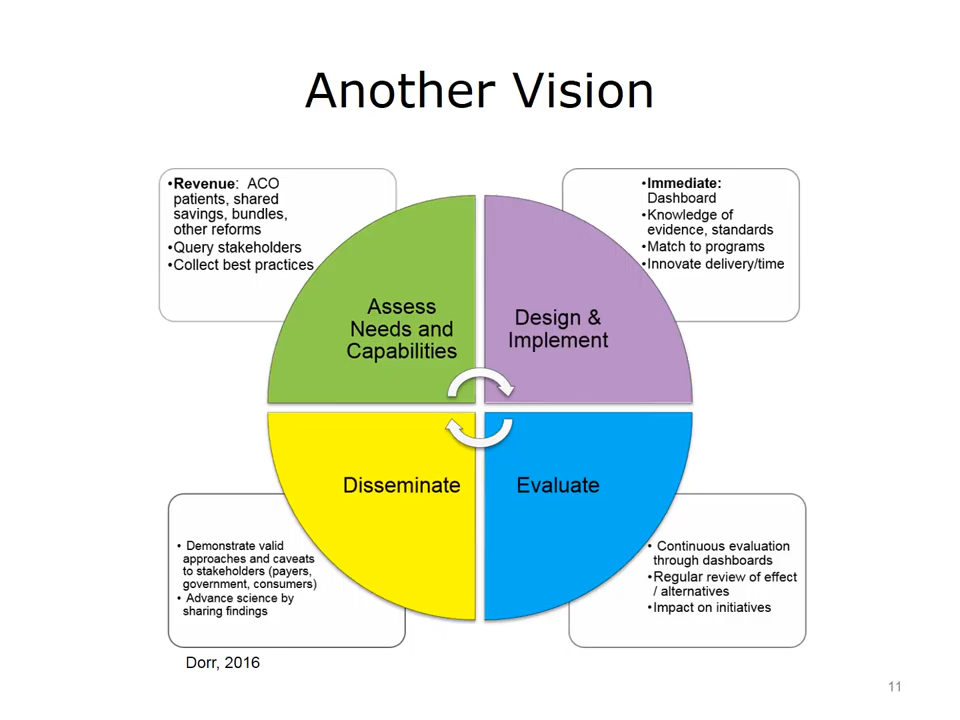 Another Vision
•Revenue: ACO
patients, shared
savings, bundles,
other reforms
•Query stakeholders
•Collect best practices
•Immediate:
Dashboard
•Knowledge of
evidence, standards
•Match to programs
•Innovate delivery/time
Assess
Needs and
Capabilities
Design &
Implement
Disseminate
Evaluate
• Demonstrate valid
approaches and caveats
to stakeholders (payers,
government, consumers)
• Advance science by
sharing findings
• Continuous evaluation
through dashboards
•Regular review of effect
/ alternatives
•Impact on initiatives
Dorr, 2016
11